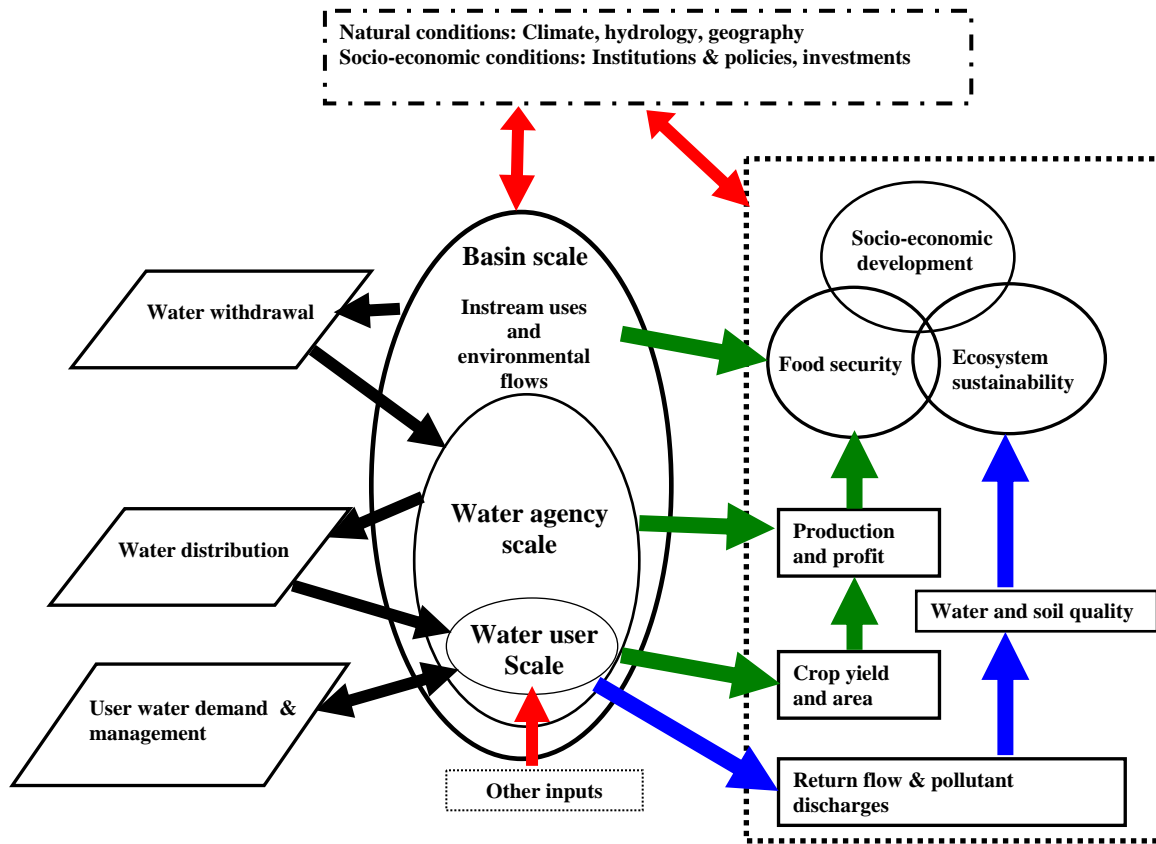 Natural conditions: Climate, hydrology, geography
Socio-economic conditions: Institutions & policies, investments
Basin scale
Instream uses
and
environmental
flows
Water agency
scale
Water user
Scale
Other inputs
Water withdrawal
Water distribution
User water demand &
management
Socio-economic
development
Food security
Ecosystem
sustainability
Production
and profit
Water and soil quality
Crop yield
and area
Return flow & pollutant
discharges